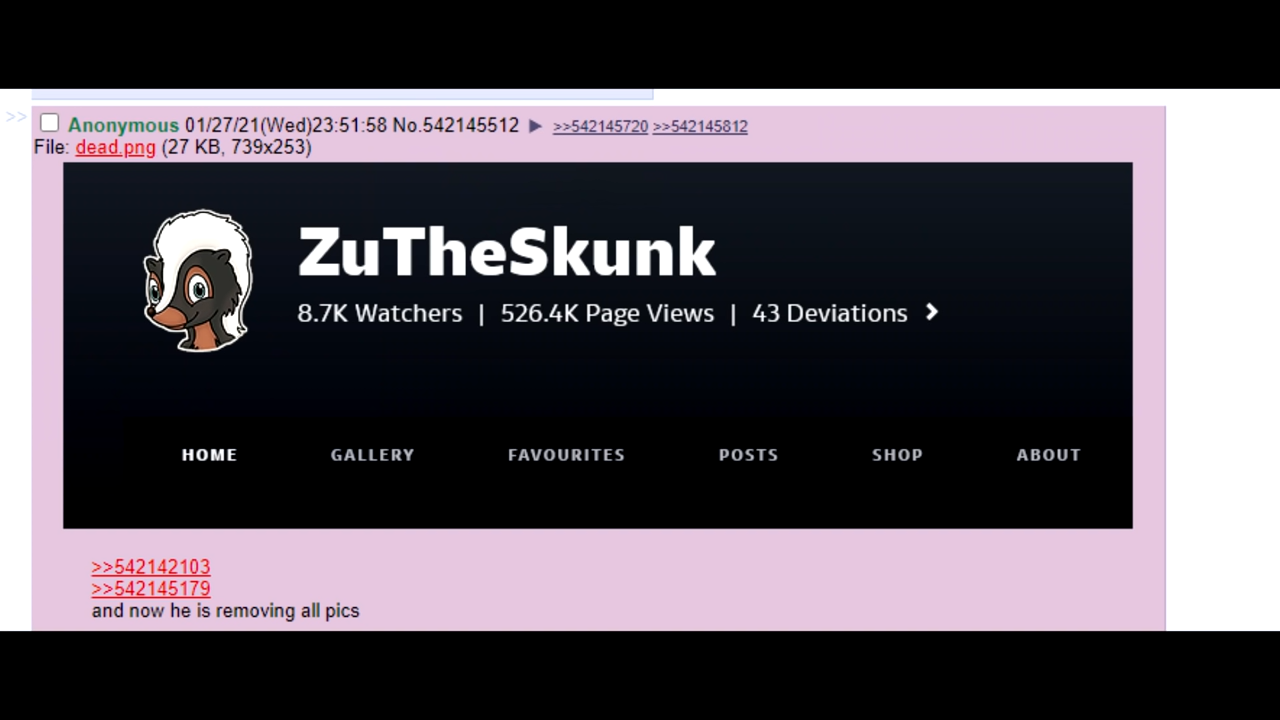 >>
Anonymous 01/27/21(Wed)23:51:58 No.542145512 ▶ >>542145720 >>542145812
File: dead.png (27 KB, 739x253)
ZuTheSkunk
8.7K Watchers | 526.4K Page Views | 43 Deviations >
HOME GALLERY FAVOURITES POSTS SHOP ABOUT
>>542142103
>>542145179
and now he is removing all pics